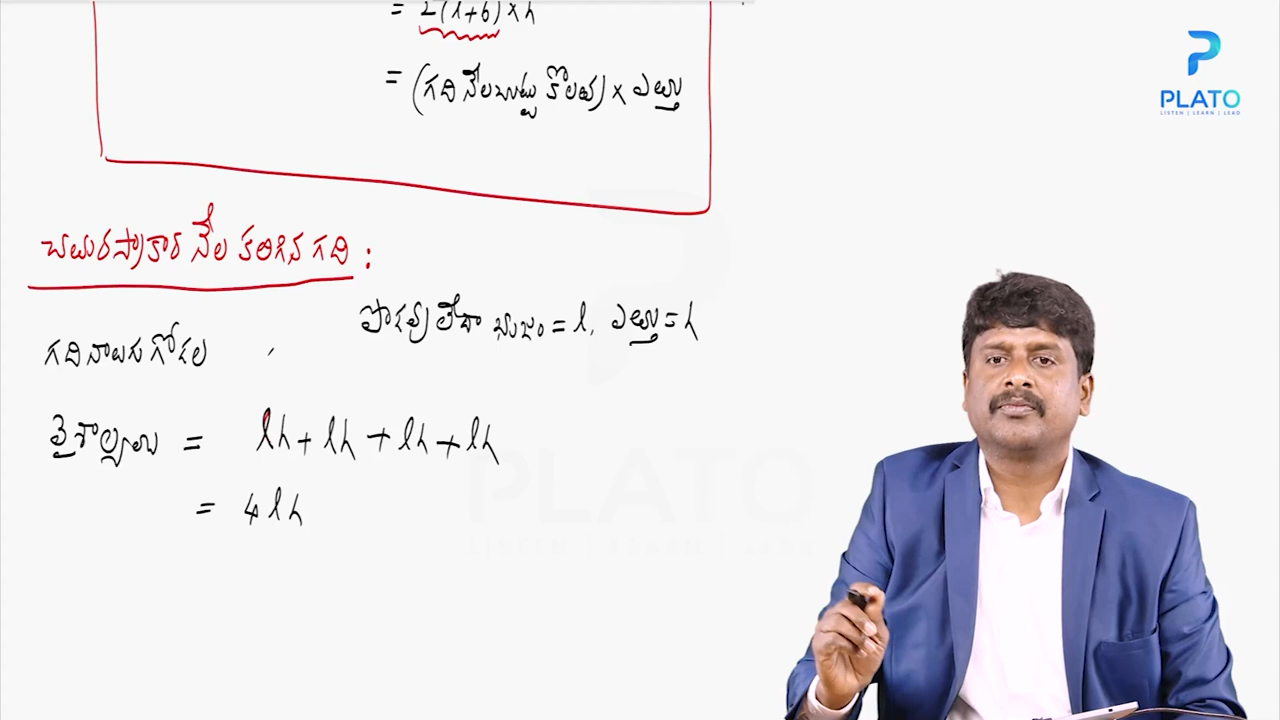 = 2(l+b)×h
= (గది నేల చుట్టు కొలత) × ఎత్తు
PLATO
LISTEN | LEARN | LEAD
చతురస్రాకార నేల కలిగిన గది :
పొడవు లేదా భుజం = l, ఎత్తు = h
గది నాలుగు గోడల
వైశాల్యాలు = lh + lh + lh + lh
= 4lh